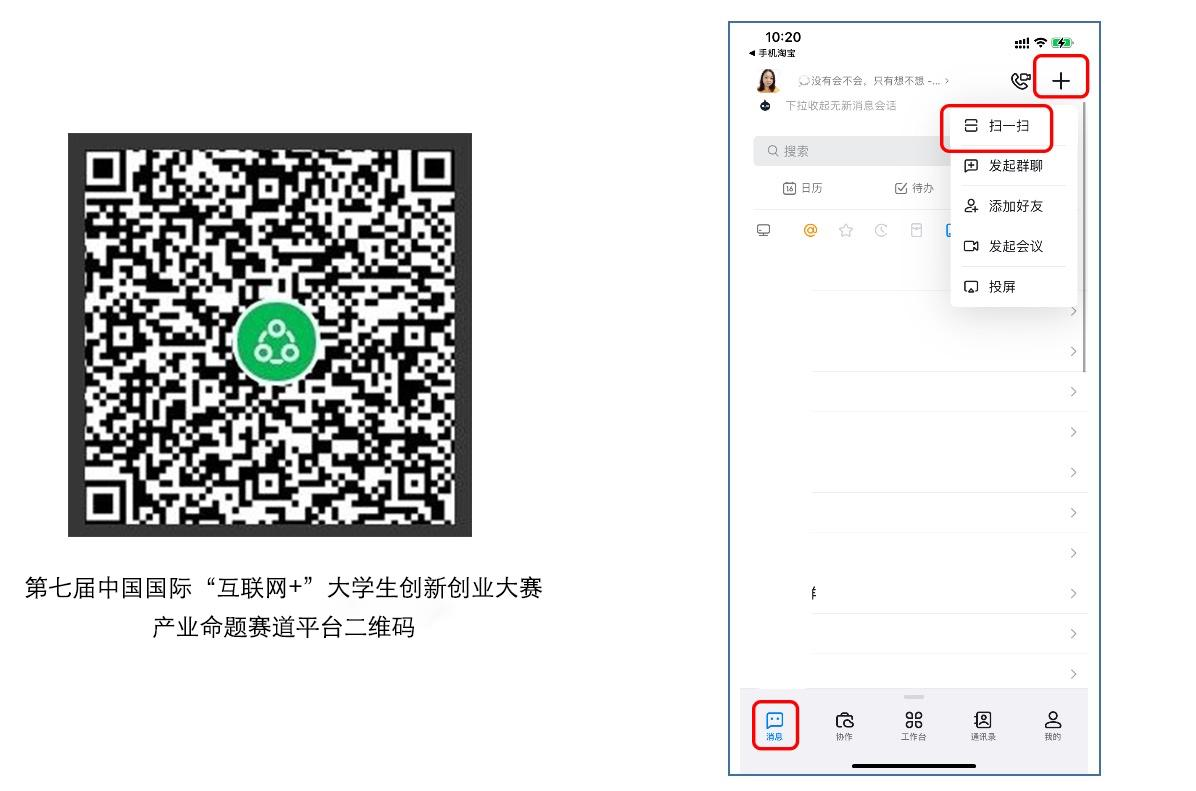 第七届中国国际“互联网+”大学生创新创业大赛
产业命题赛道平台二维码
10:20
手机淘宝
没有会不会，只有想不想 -...
下拉收起无新消息会话
搜索
16 日历
待办
扫一扫
发起群聊
添加好友
发起会议
投屏
消息
协作
工作台
通讯录
我的